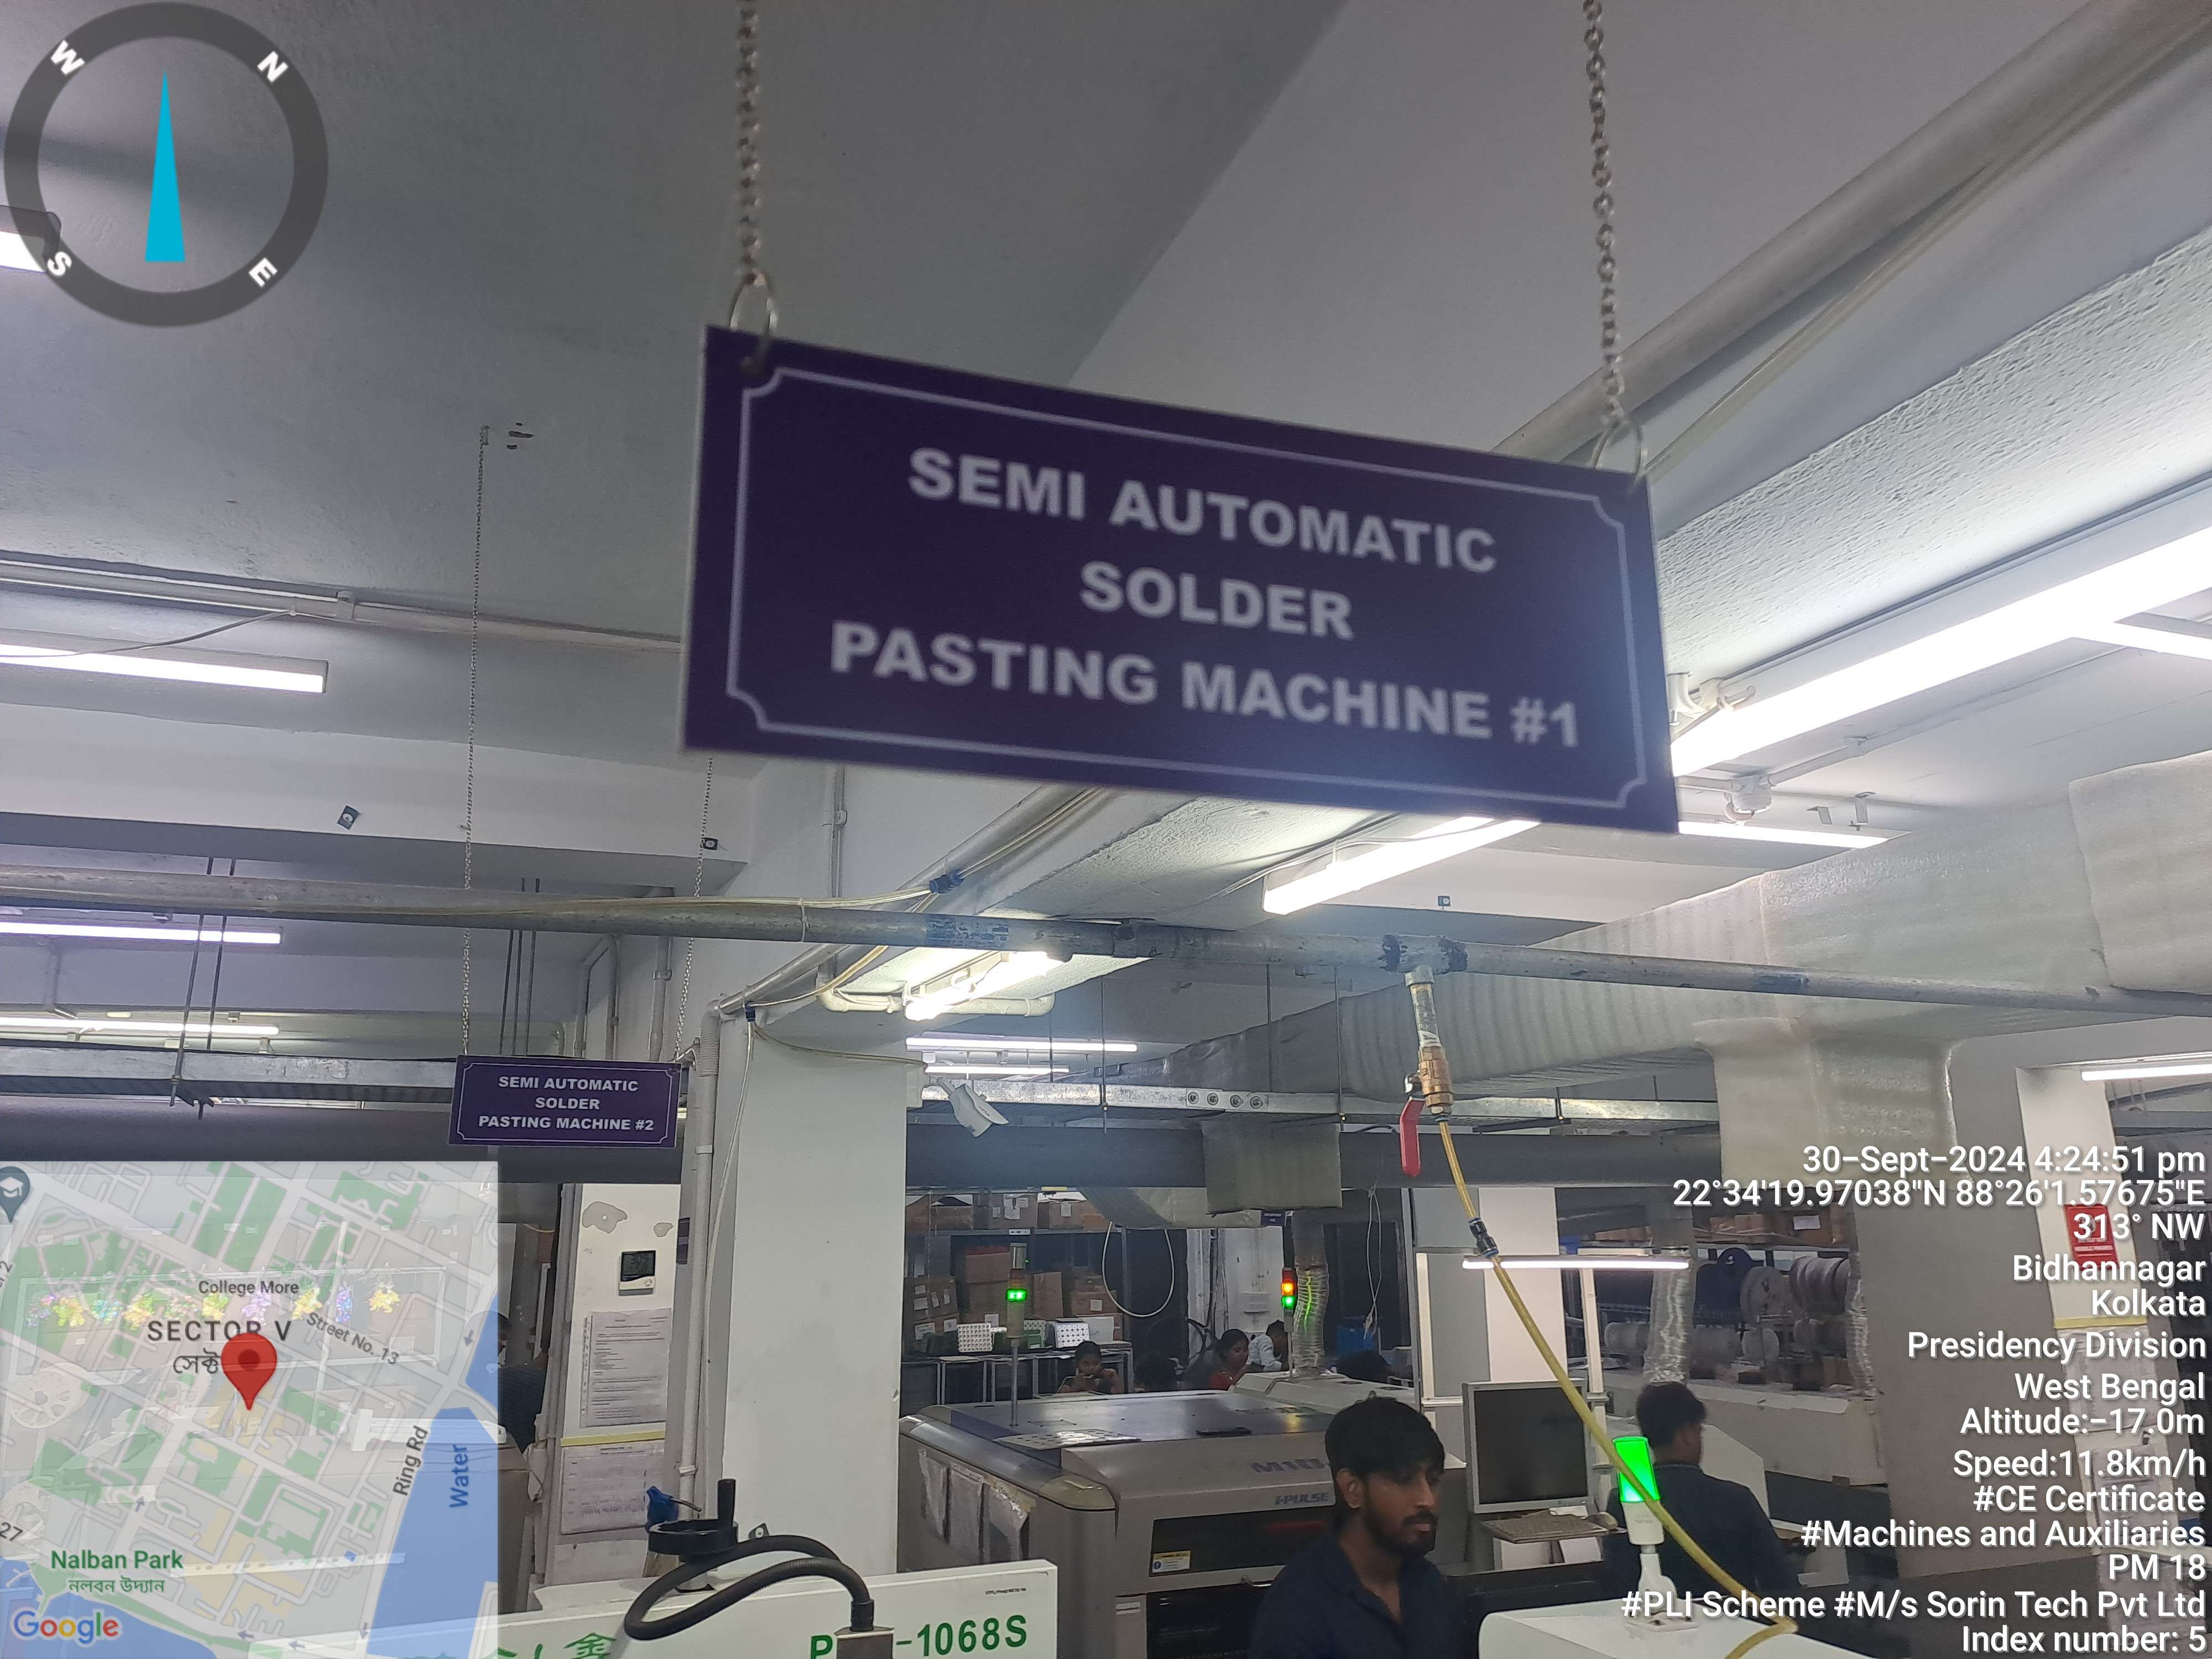 W
N
S
E
SEMI AUTOMATIC
SOLDER
PASTING MACHINE #1
SEMI AUTOMATIC
SOLDER
PASTING MACHINE #2
College More
SECTOR V
Street No. 13
Ring Rd
Water
27
Nalban Park
নলবন উদ্যান
Google
I-PULSE
-1068S
30-Sept-2024 4:24:51 pm
22°34'19.97038"N 88°26'1.57675"E
313° NW
Bidhannagar
Kolkata
Presidency Division
West Bengal
Altitude:-17.0m
Speed:11.8km/h
#CE Certificate
#Machines and Auxiliaries
PM 18
#PLI Scheme #M/s Sorin Tech Pvt Ltd
Index number: 5